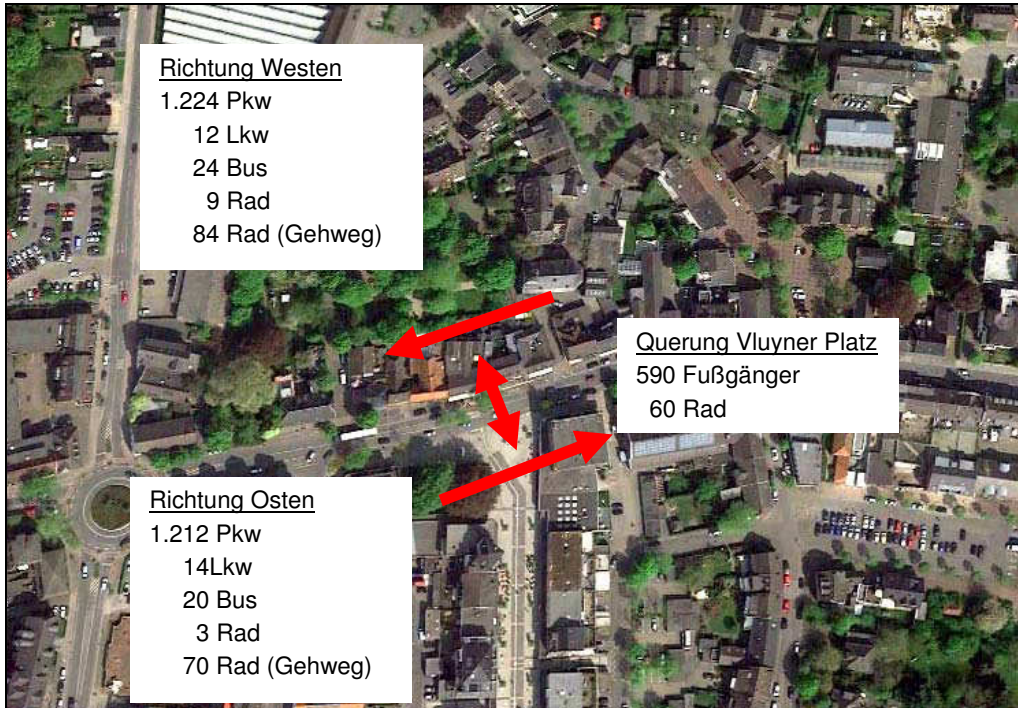 Richtung Westen
1.224 Pkw
12 Lkw
24 Bus
9 Rad
84 Rad (Gehweg)
Querung Vluyner Platz
590 Fußgänger
60 Rad
Richtung Osten
1.212 Pkw
14Lkw
20 Bus
3 Rad
70 Rad (Gehweg)